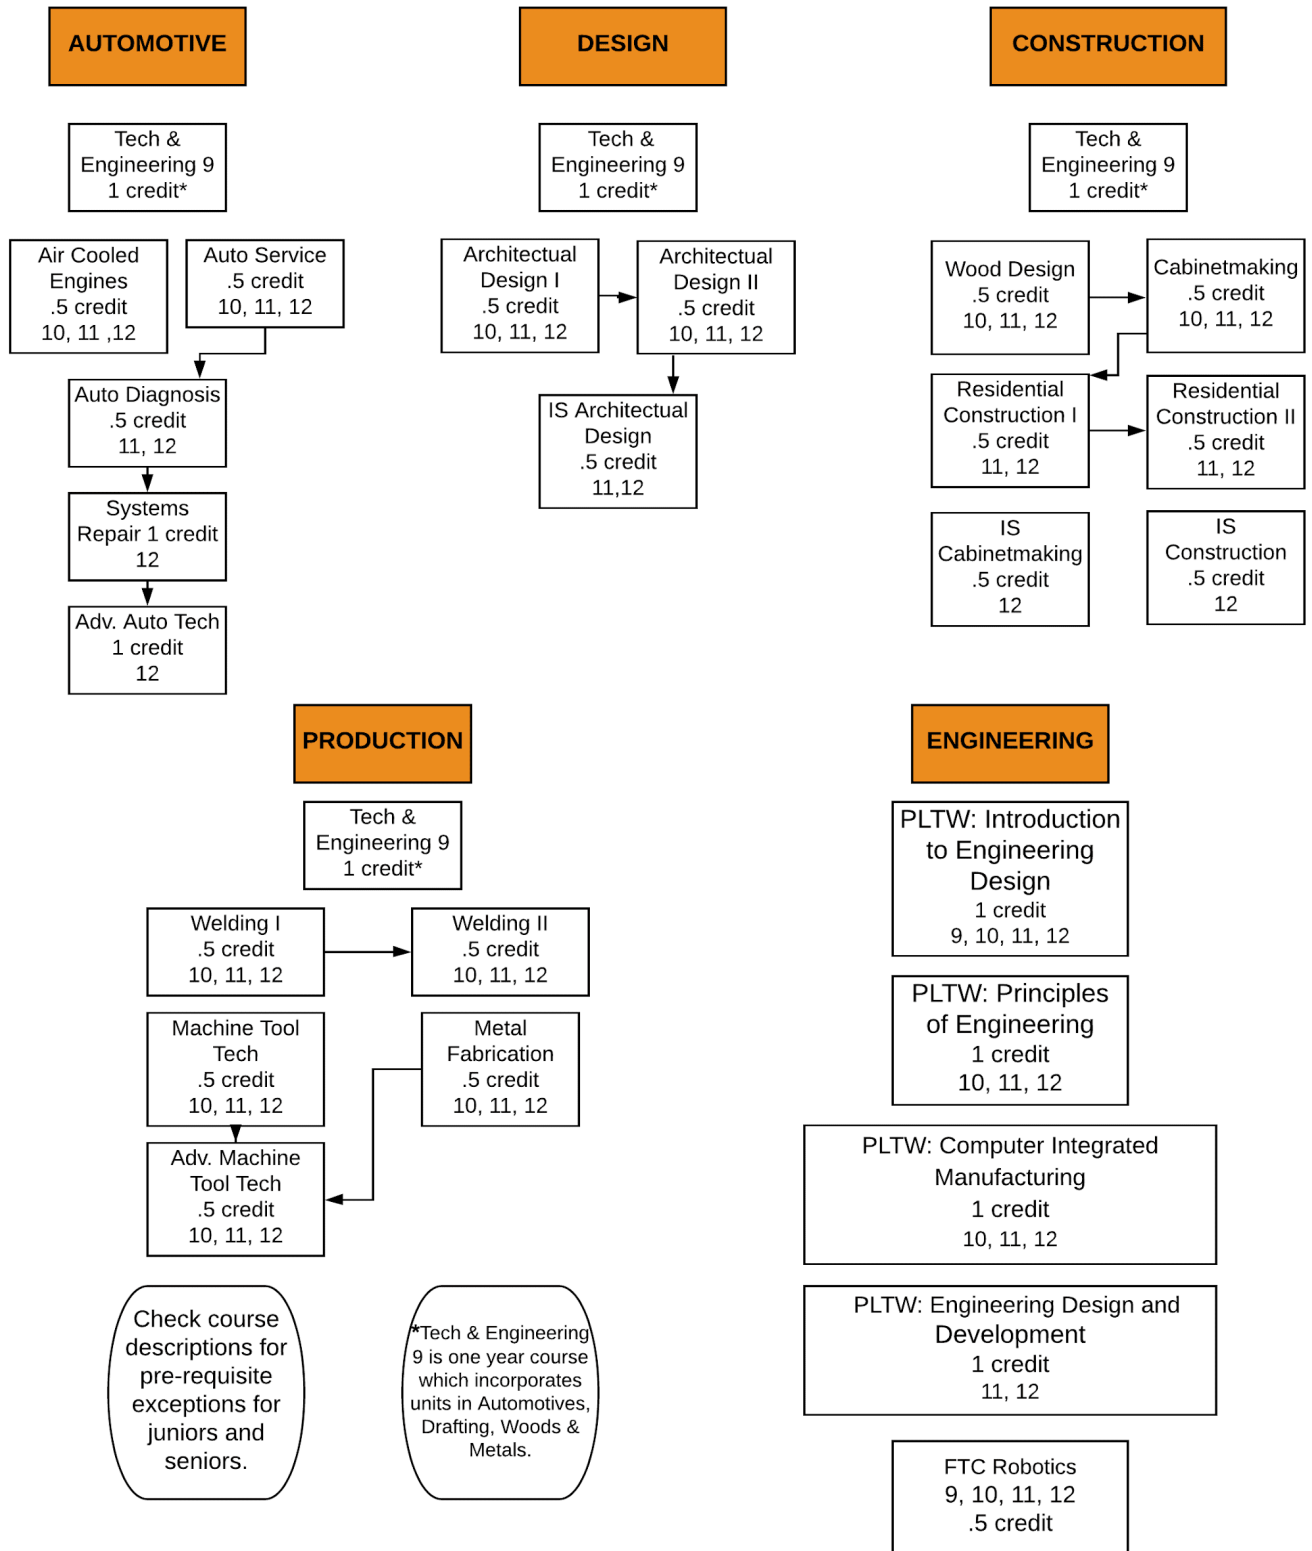 AUTOMOTIVE
Tech &
Engineering 9
1 credit*
Air Cooled
Engines
.5 credit
10, 11 ,12
Auto Service
.5 credit
10, 11, 12
Auto Diagnosis
.5 credit
11, 12
Systems
Repair 1 credit
12
Adv. Auto Tech
1 credit
12
DESIGN
Tech &
Engineering 9
1 credit*
Architectual
Design I
.5 credit
10, 11, 12
Architectual
Design II
.5 credit
10, 11, 12
IS Architectual
Design
.5 credit
11,12
CONSTRUCTION
Tech &
Engineering 9
1 credit*
Wood Design
.5 credit
10, 11, 12
Cabinetmaking
.5 credit
10, 11, 12
Residential
Construction I
.5 credit
11, 12
Residential
Construction II
.5 credit
11, 12
IS
Cabinetmaking
.5 credit
12
IS
Construction
.5 credit
12
PRODUCTION
Tech &
Engineering 9
1 credit*
Welding I
.5 credit
10, 11, 12
Welding II
.5 credit
10, 11, 12
Machine Tool
Tech
.5 credit
10, 11, 12
Metal
Fabrication
.5 credit
10, 11, 12
Adv. Machine
Tool Tech
.5 credit
10, 11, 12
Check course
descriptions for
pre-requisite
exceptions for
juniors and
seniors.
*Tech & Engineering
9 is one year course
which incorporates
units in Automotives,
Drafting, Woods &
Metals.
ENGINEERING
PLTW: Introduction
to Engineering
Design
1 credit
9, 10, 11, 12
PLTW: Principles
of Engineering
1 credit
10, 11, 12
PLTW: Computer Integrated
Manufacturing
1 credit
10, 11, 12
PLTW: Engineering Design and
Development
1 credit
11, 12
FTC Robotics
9, 10, 11, 12
.5 credit